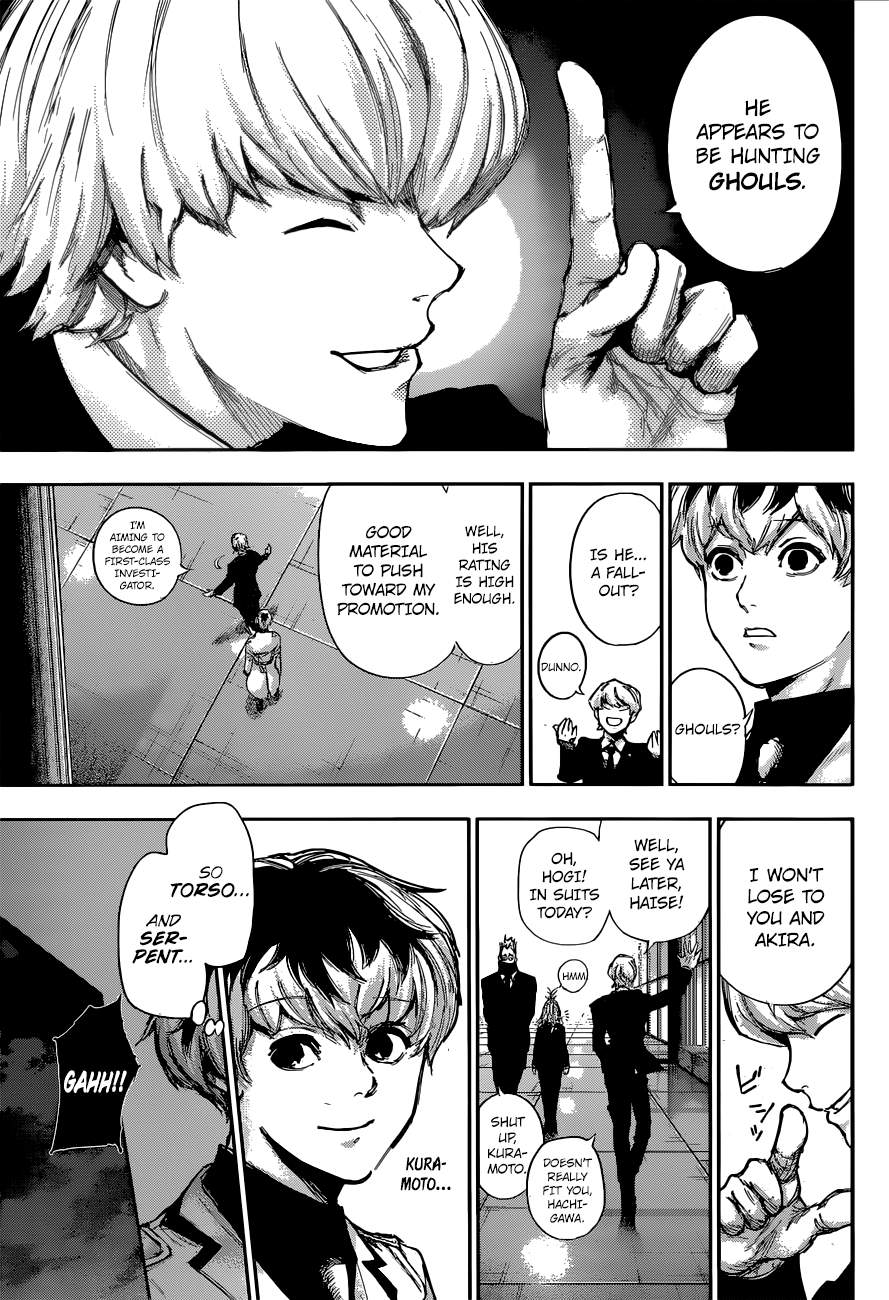 HE
APPEARS TO
BE HUNTING
GHOULS.
GHOULS?
IS HE...
A FALL-
OUT?
DUNNO.
WELL,
HIS
RATING
IS HIGH
ENOUGH.
GOOD
MATERIAL
TO PUSH
TOWARD MY
PROMOTION.
I'M
AIMING TO
BECOME A
FIRST-CLASS
INVESTI-
GATOR.
I WON'T
LOSE TO
YOU AND
AKIRA.
WELL,
SEE YA
LATER,
HAISE!
OH,
HOGI!
IN SUITS
TODAY?
HMM
DOESN'T
REALLY
FIT YOU,
HACHI-
GAWA.
SHUT
UP,
KURA-
MOTO.
KURA-
MOTO...
SO
TORSO...
AND
SER-
PENT...
GAHH!!